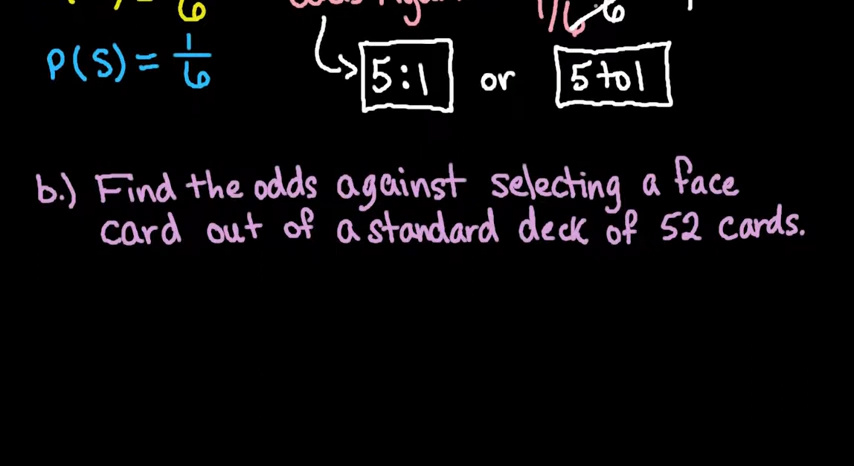 P(S) = 1/6
5:1 or 5 to 1
b.) Find the odds against selecting a face
card out of a standard deck of 52 cards.